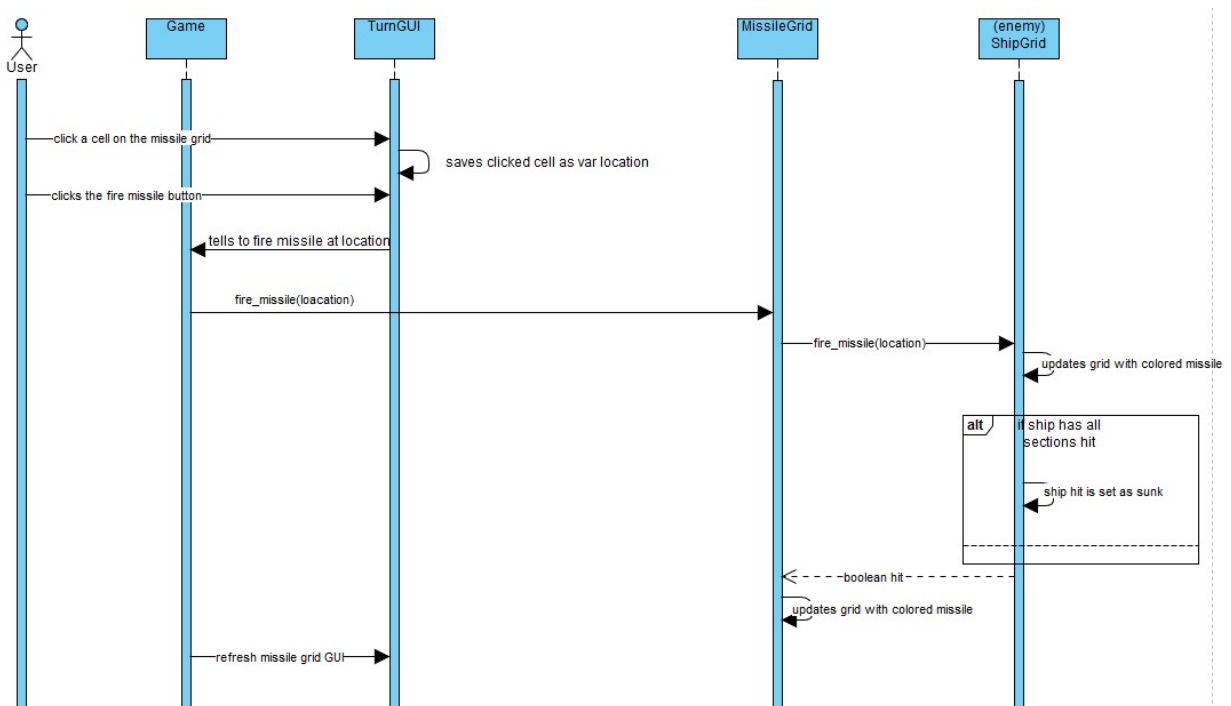 Game
TurnGUI
MissileGrid
(enemy)
ShipGrid
User
click a cell on the missile grid
saves clicked cell as var location
clicks the fire missile button
tells to fire missile at location
fire_missile(loacation)
fire_missile(location)
updates grid with colored missile
alt
if ship has all
sections hit
ship hit is set as sunk
boolean hit
updates grid with colored missile
refresh missile grid GUI